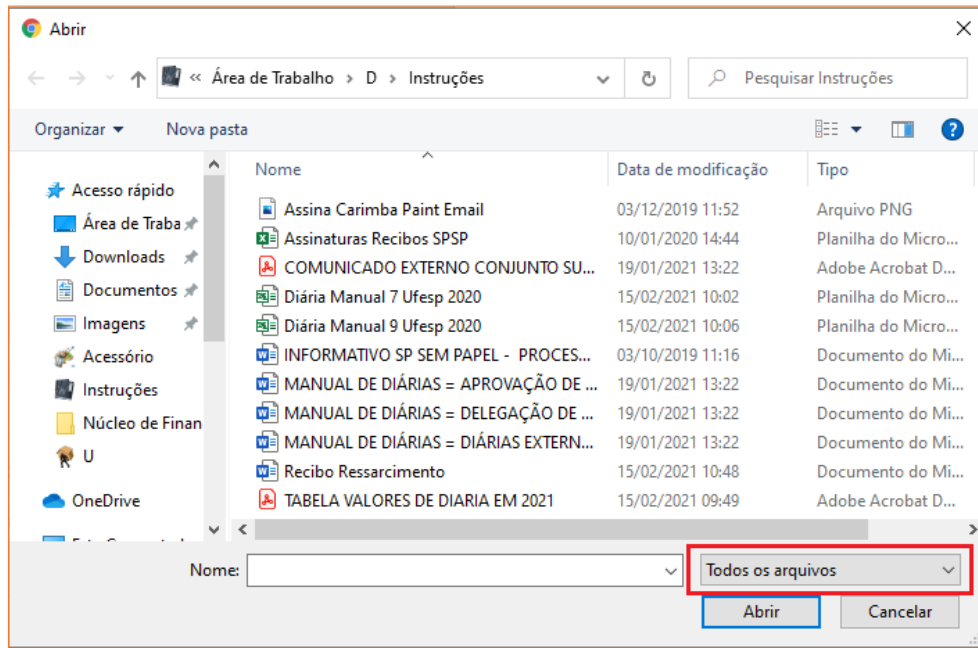 Abrir
« Área de Trabalho > D > Instruções
Pesquisar Instruções
Organizar
Nova pasta
Acesso rápido
Área de Traba
Downloads
Documentos
Imagens
Acessório
Instruções
Núcleo de Finan
U
OneDrive
Nome Data de modificação Tipo
Assina Carimba Paint Email 03/12/2019 11:52 Arquivo PNG
Assinaturas Recibos SPSP 10/01/2020 14:44 Planilha do Micro...
COMUNICADO EXTERNO CONJUNTO SU... 19/01/2021 13:22 Adobe Acrobat D...
Diária Manual 7 Ufesp 2020 15/02/2021 10:02 Planilha do Micro...
Diária Manual 9 Ufesp 2020 15/02/2021 10:06 Planilha do Micro...
INFORMATIVO SP SEM PAPEL - PROCES... 03/10/2019 11:16 Documento do Mi...
MANUAL DE DIÁRIAS = APROVAÇÃO DE ... 19/01/2021 13:22 Documento do Mi...
MANUAL DE DIÁRIAS = DELEGAÇÃO DE ... 19/01/2021 13:22 Documento do Mi...
MANUAL DE DIÁRIAS = DIÁRIAS EXTERN... 19/01/2021 13:22 Documento do Mi...
Recibo Ressarcimento 15/02/2021 10:48 Documento do Mi...
TABELA VALORES DE DIARIA EM 2021 15/02/2021 09:49 Adobe Acrobat D...
Nome:
Todos os arquivos
Abrir
Cancelar